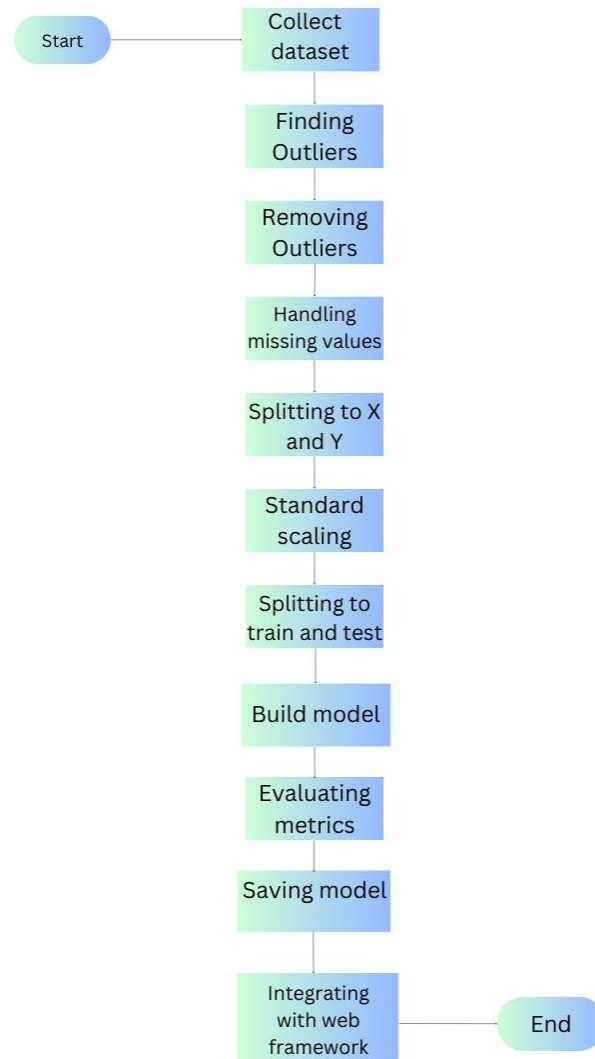 Start
Collect
dataset
Finding
Outliers
Removing
Outliers
Handling
missing values
Splitting to X
and Y
Standard
scaling
Splitting to
train and test
Build model
Evaluating
metrics
Saving model
Integrating
with web
framework
End